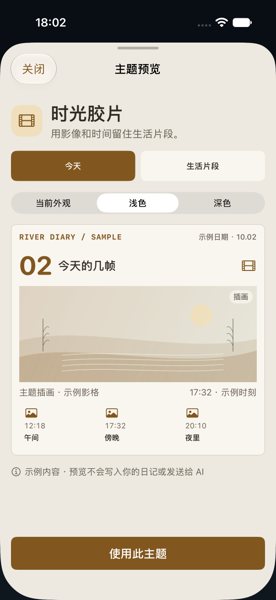 18:02
关闭
主题预览
时光胶片
用影像和时间留住生活片段。
今天
生活片段
当前外观
浅色
深色
RIVER DIARY / SAMPLE
示例日期 · 10.02
02 今天的几帧
插画
主题插画 · 示例影格
17:32 · 示例时刻
12:18
17:32
20:10
午间
傍晚
夜里
示例内容 · 预览不会写入你的日记或发送给 AI
使用此主题